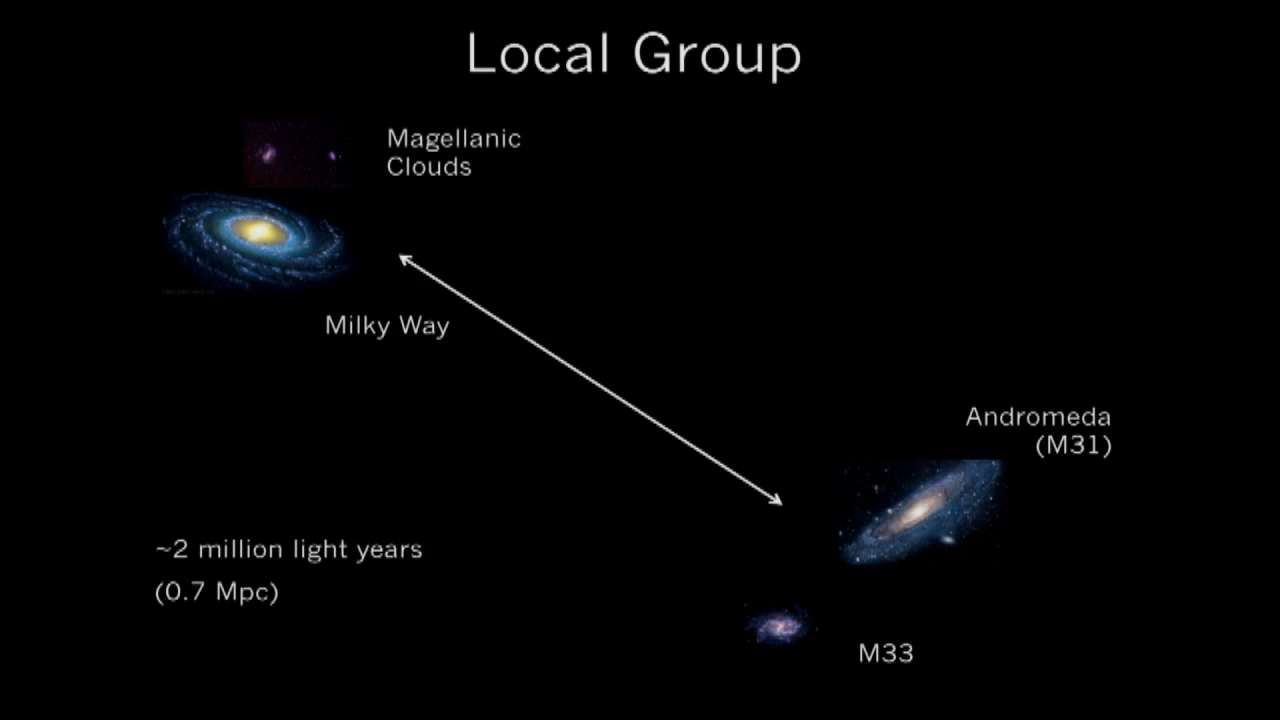 Local Group
Magellanic
Clouds
Milky Way
Andromeda
(M31)
~2 million light years
(0.7 Mpc)
M33